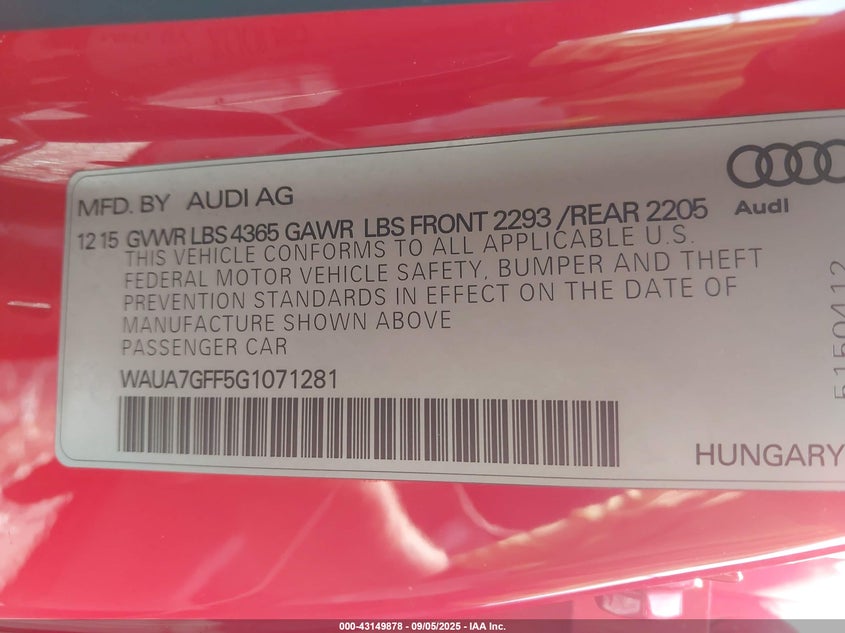 MFD. BY AUDI AG
Audi
12 15 GVWR LBS 4365 GAWR LBS FRONT 2293 /REAR 2205
THIS VEHICLE CONFORMS TO ALL APPLICABLE U.S.
FEDERAL MOTOR VEHICLE SAFETY, BUMPER AND THEFT
PREVENTION STANDARDS IN EFFECT ON THE DATE OF
MANUFACTURE SHOWN ABOVE
PASSENGER CAR
WAUA7GFF5G1071281
HUNGARY
5150412
000-43149878 - 09/05/2025 - IAA Inc.